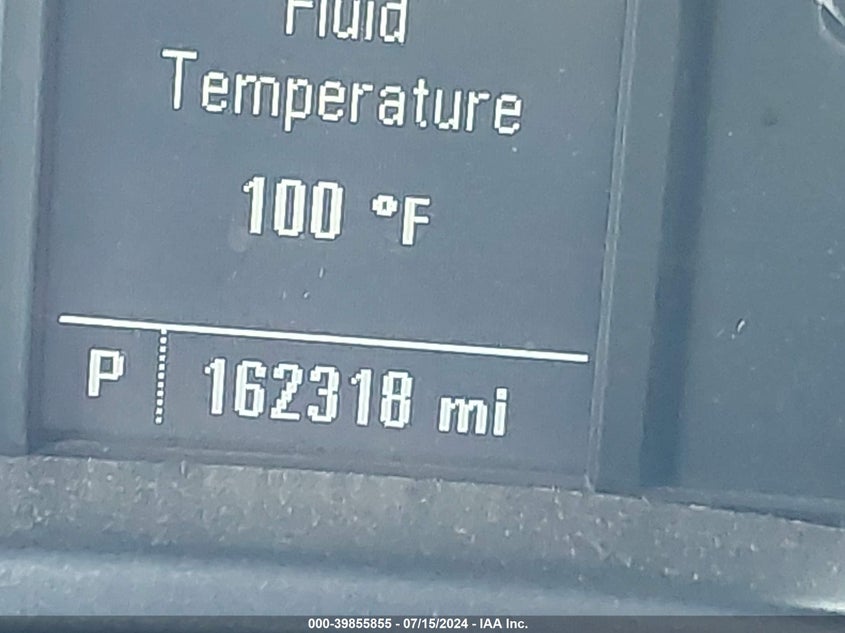 Fluid
Temperature
100 °F
P 162318 mi
000-39855855 - 07/15/2024 - IAA Inc.